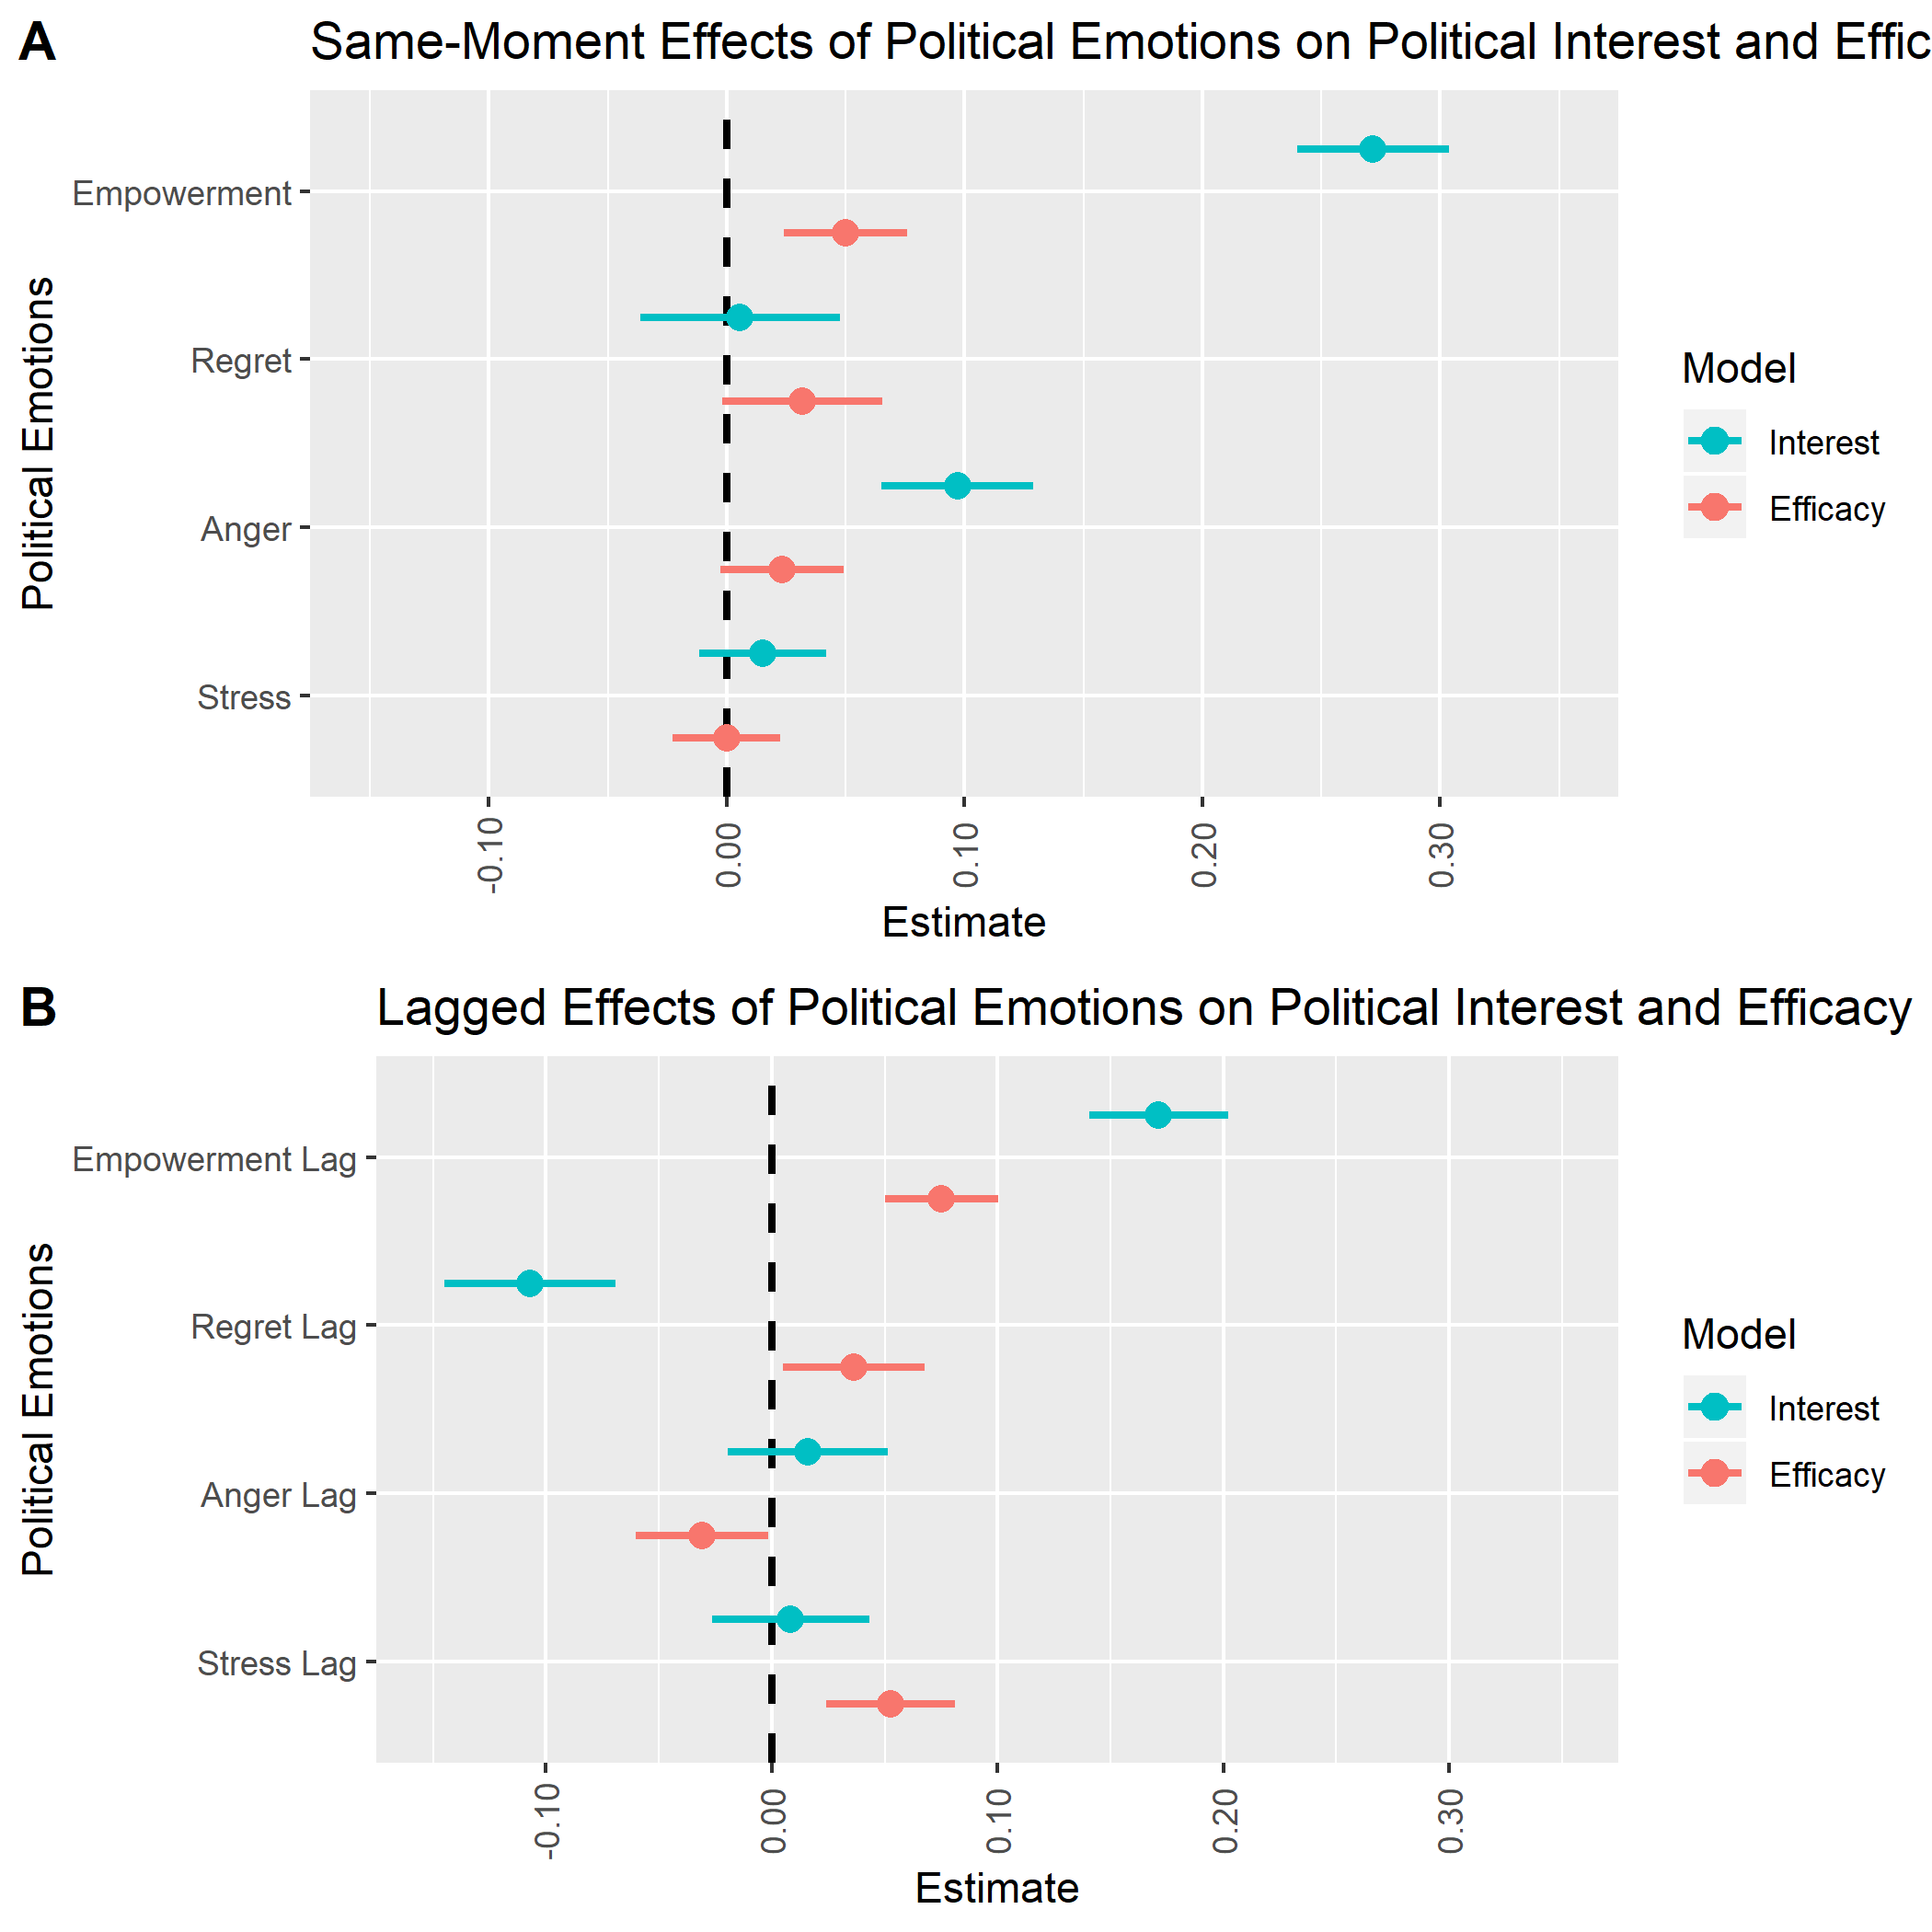 A
Same-Moment Effects of Political Emotions on Political Interest and Effic
Political Emotions
Empowerment
Regret
Anger
Stress
-0.10
0.00
0.10
0.20
0.30
Estimate
Model
Interest
Efficacy
B
Lagged Effects of Political Emotions on Political Interest and Efficacy
Political Emotions
Empowerment Lag
Regret Lag
Anger Lag
Stress Lag
-0.10
0.00
0.10
0.20
0.30
Estimate
Model
Interest
Efficacy